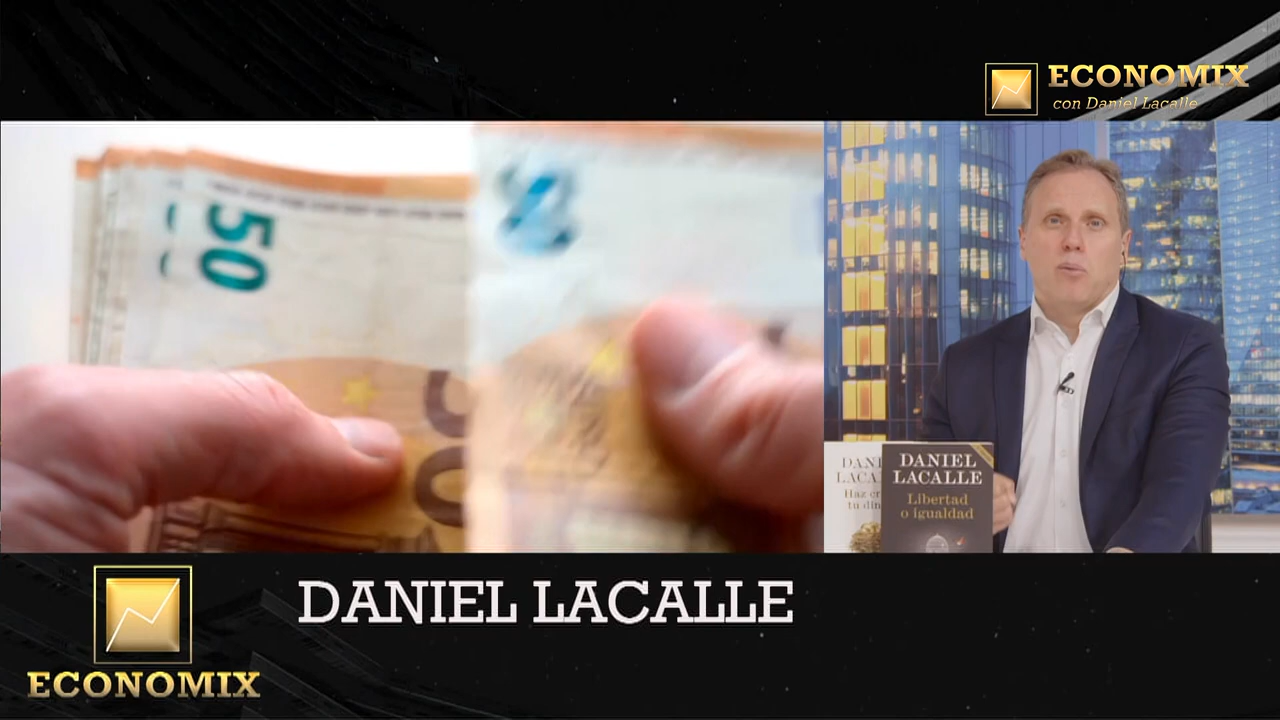 ECONOMIX
con Daniel Lacalle
50
DANIEL
LACALLE
Libertad
o igualdad
DANIEL LACALLE
ECONOMIX